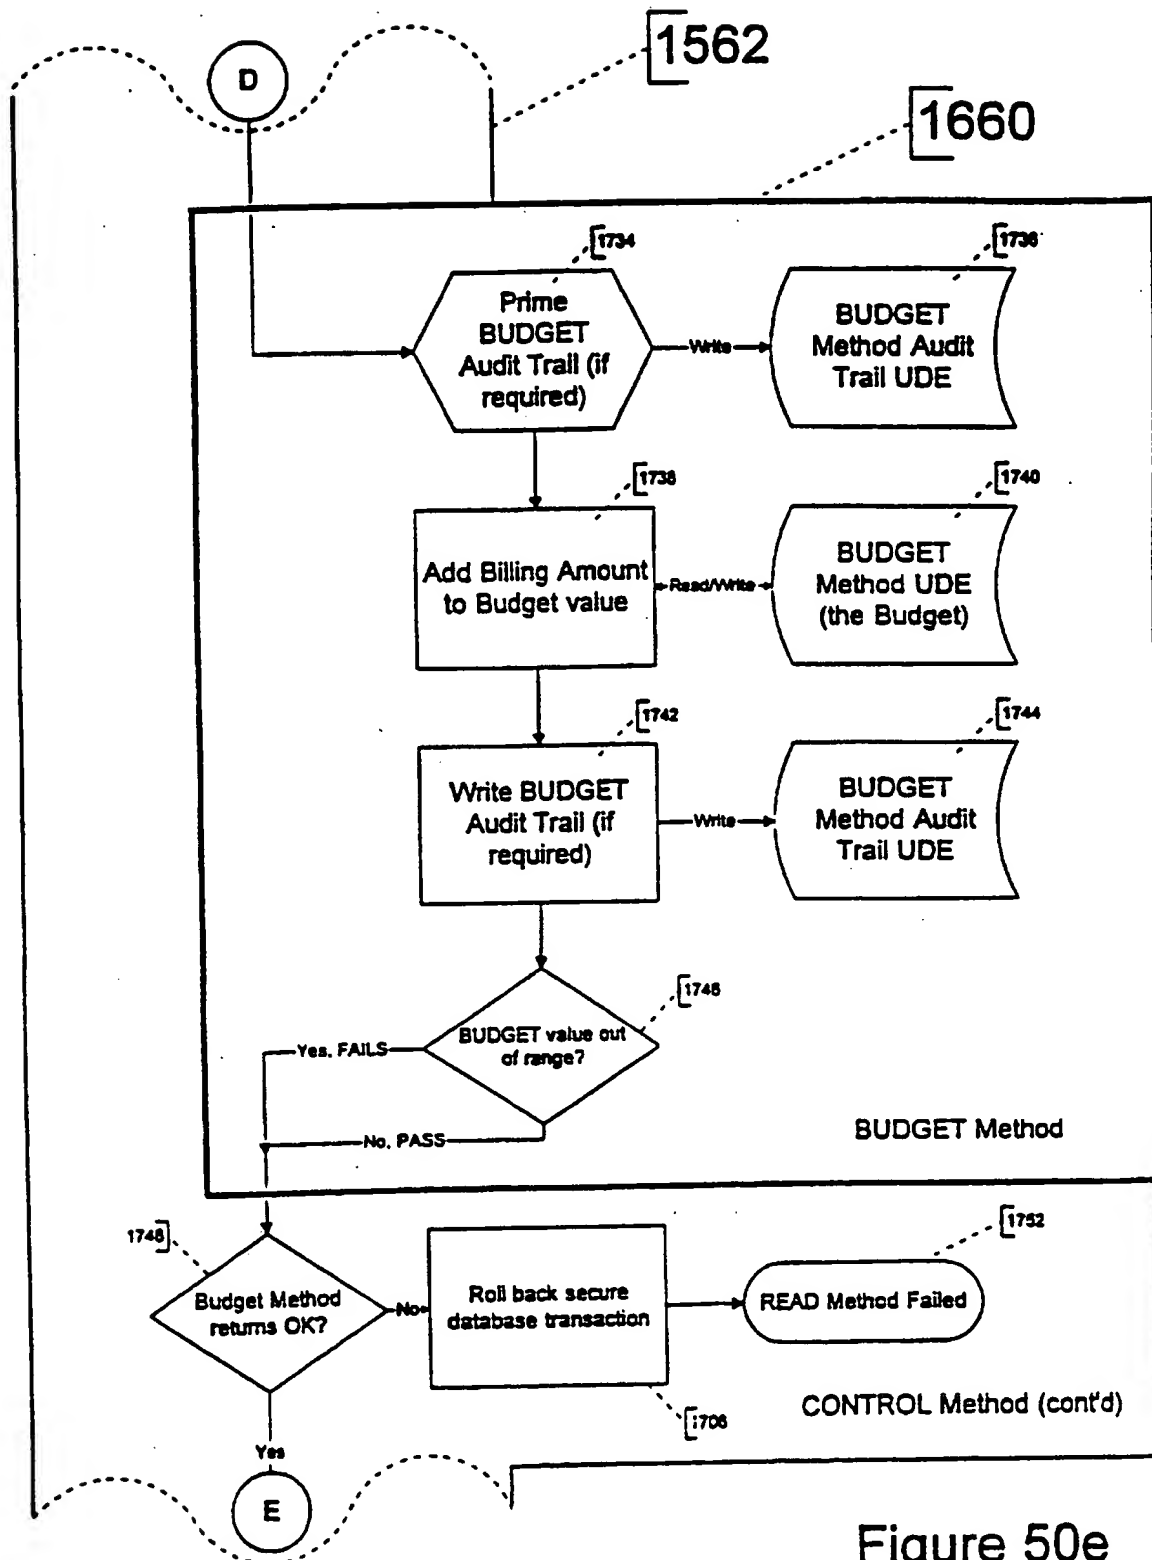 1562
D
1660
1734
1736
Prime
BUDGET
Audit Trail (if
required)
Write
BUDGET
Method Audit
Trail UDE
1738
1740
Add Billing Amount
to Budget value
Read/Write
BUDGET
Method UDE
(the Budget)
1742
1744
Write BUDGET
Audit Trail (if
required)
Write
BUDGET
Method Audit
Trail UDE
1746
BUDGET value out
of range?
Yes, FAILS
No, PASS
BUDGET Method
1748
1752
Budget Method
returns OK?
No
Roll back secure
database transaction
READ Method Failed
1706
CONTROL Method (cont'd)
Yes
E
Figure 50e